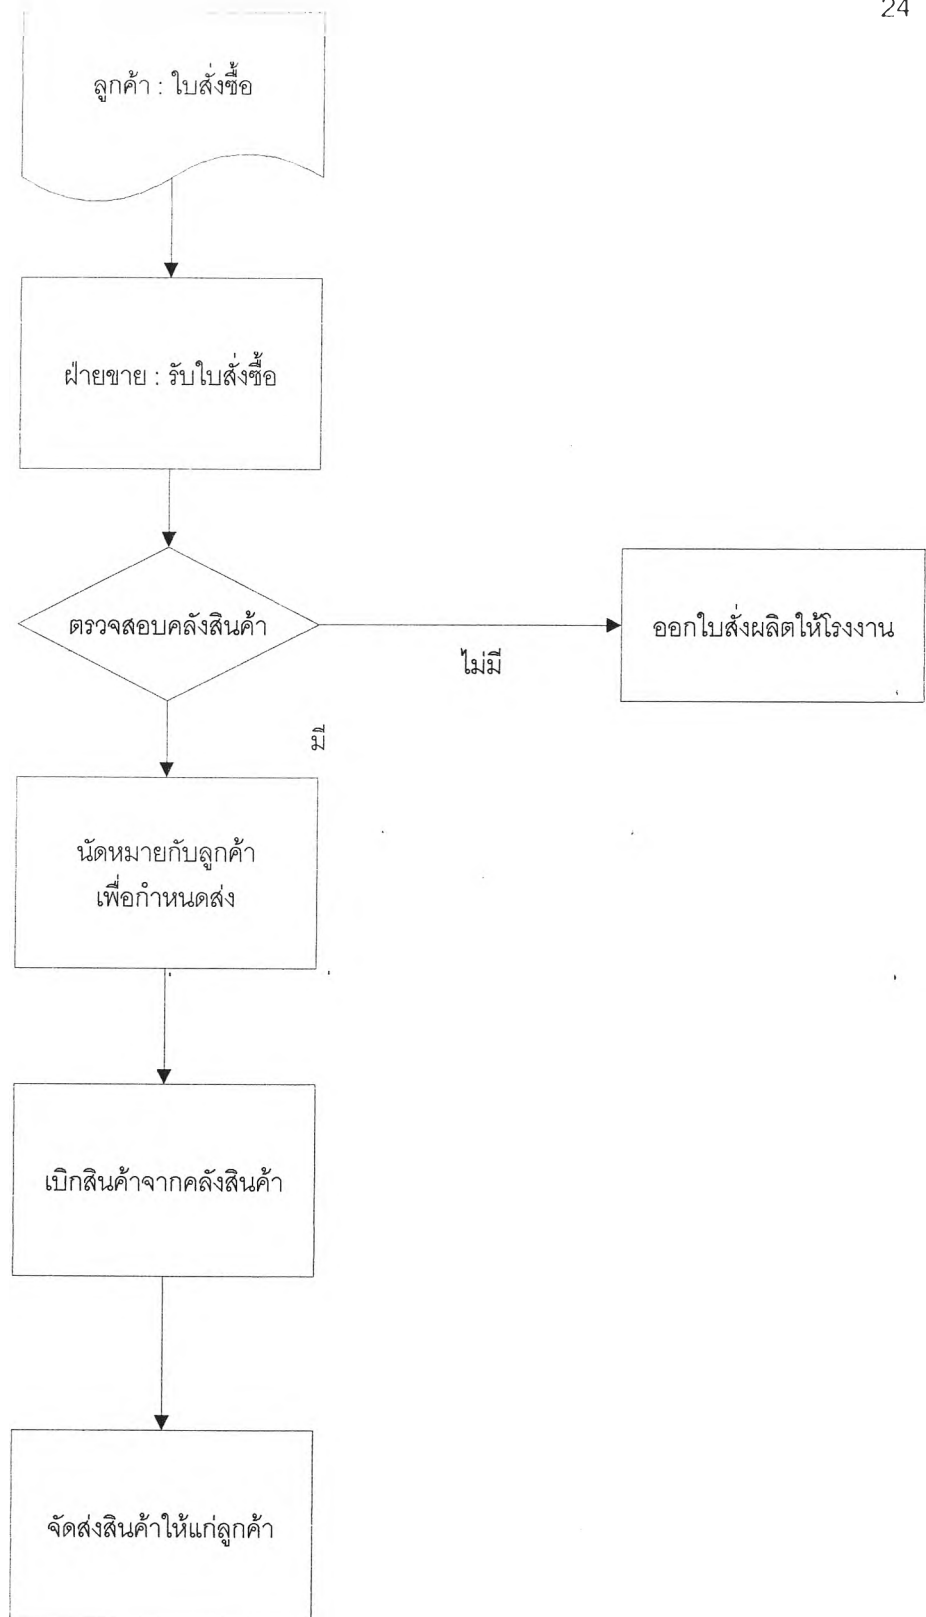 24
ลูกค้า : ใบสั่งซื้อ
ฝ่ายขาย : รับใบสั่งซื้อ
ตรวจสอบคลังสินค้า
ออกใบสั่งผลิตให้โรงงาน
ไม่มี
มี
นัดหมายกับลูกค้า
เพื่อกำหนดส่ง
เบิกสินค้าจากคลังสินค้า
จัดส่งสินค้าให้แก่ลูกค้า